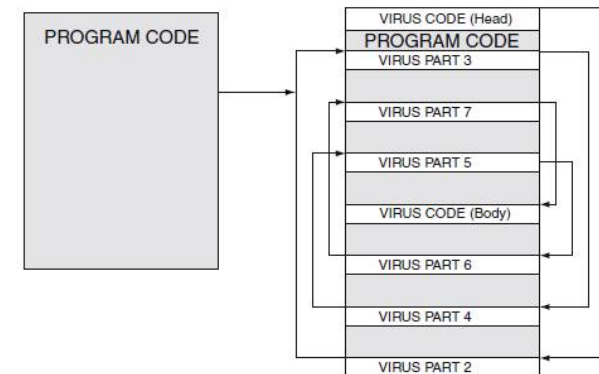 PROGRAM CODE
VIRUS CODE (Head)
PROGRAM CODE
VIRUS PART 3
VIRUS PART 7
VIRUS PART 5
VIRUS CODE (Body)
VIRUS PART 6
VIRUS PART 4
VIRUS PART 2